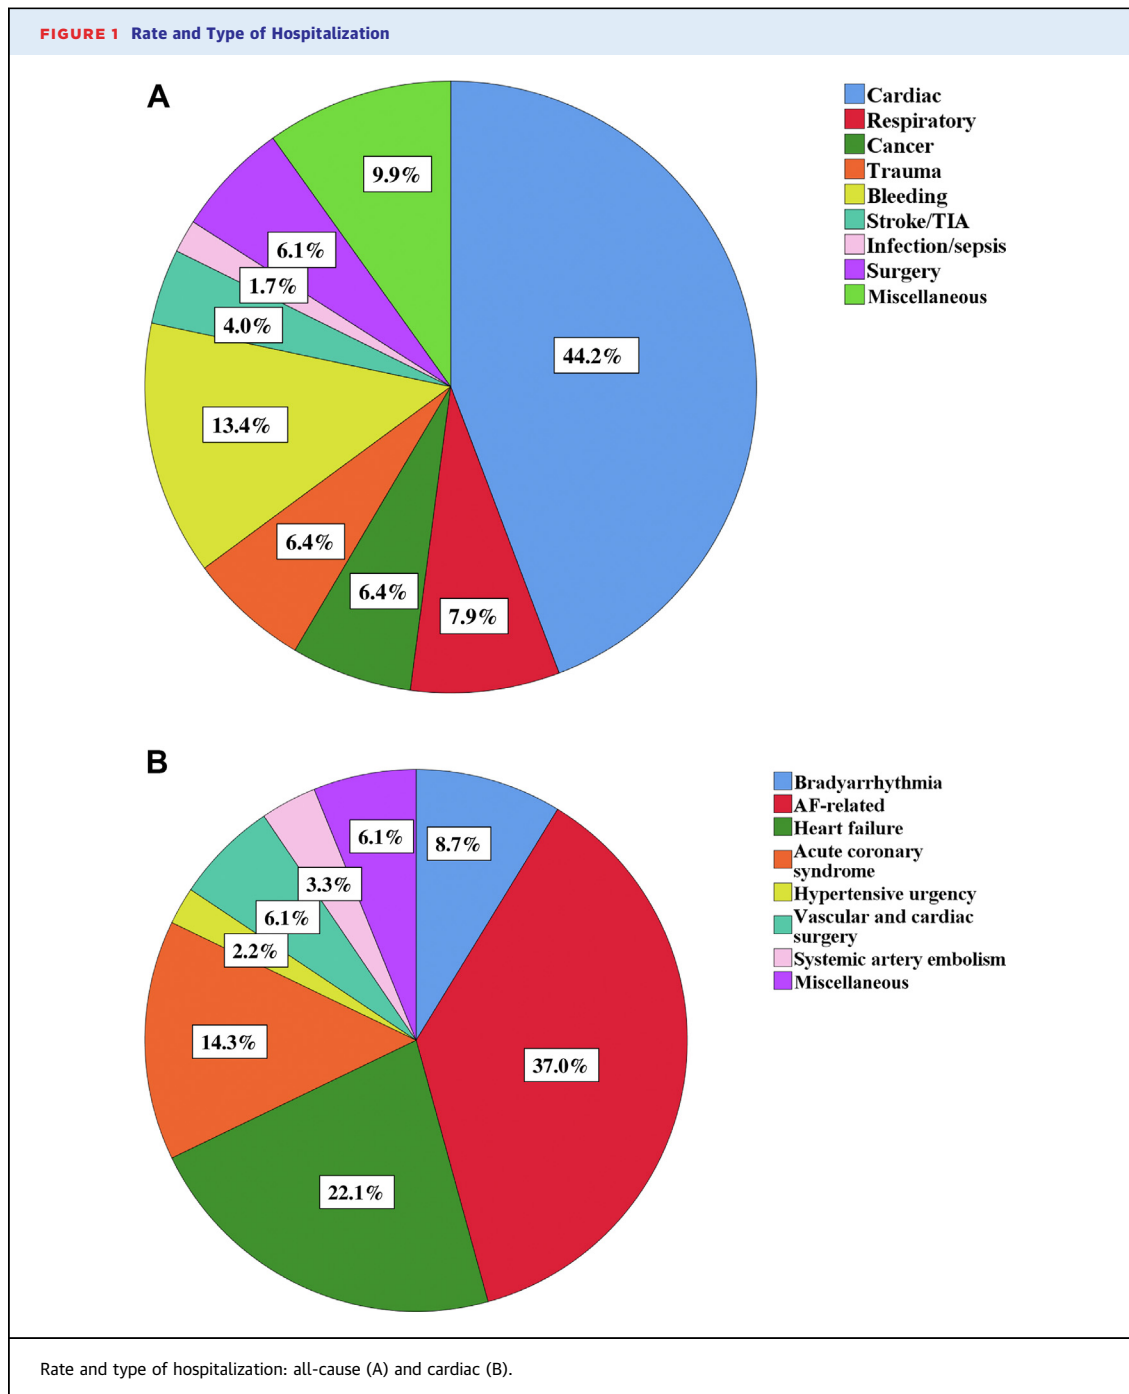 FIGURE 1 Rate and Type of Hospitalization
A
Cardiac
Respiratory
Cancer
Trauma
Bleeding
Stroke/TIA
Infection/sepsis
Surgery
Miscellaneous
9.9%
6.1%
1.7%
4.0%
44.2%
13.4%
6.4%
6.4%
7.9%
B
Bradyarrhythmia
AF-related
Heart failure
Acute coronary
syndrome
Hypertensive urgency
Vascular and cardiac
surgery
Systemic artery embolism
Miscellaneous
6.1%
8.7%
3.3%
6.1%
2.2%
14.3%
37.0%
22.1%
Rate and type of hospitalization: all-cause (A) and cardiac (B).